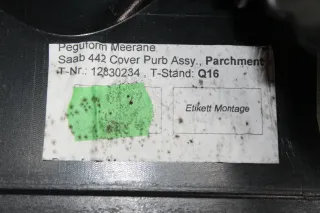 Peguform Meerane
Saab 442 Cover Purb Assy., Parchment
T-Nr.: 12830234 , T-Stand: Q16
Etikett Montage